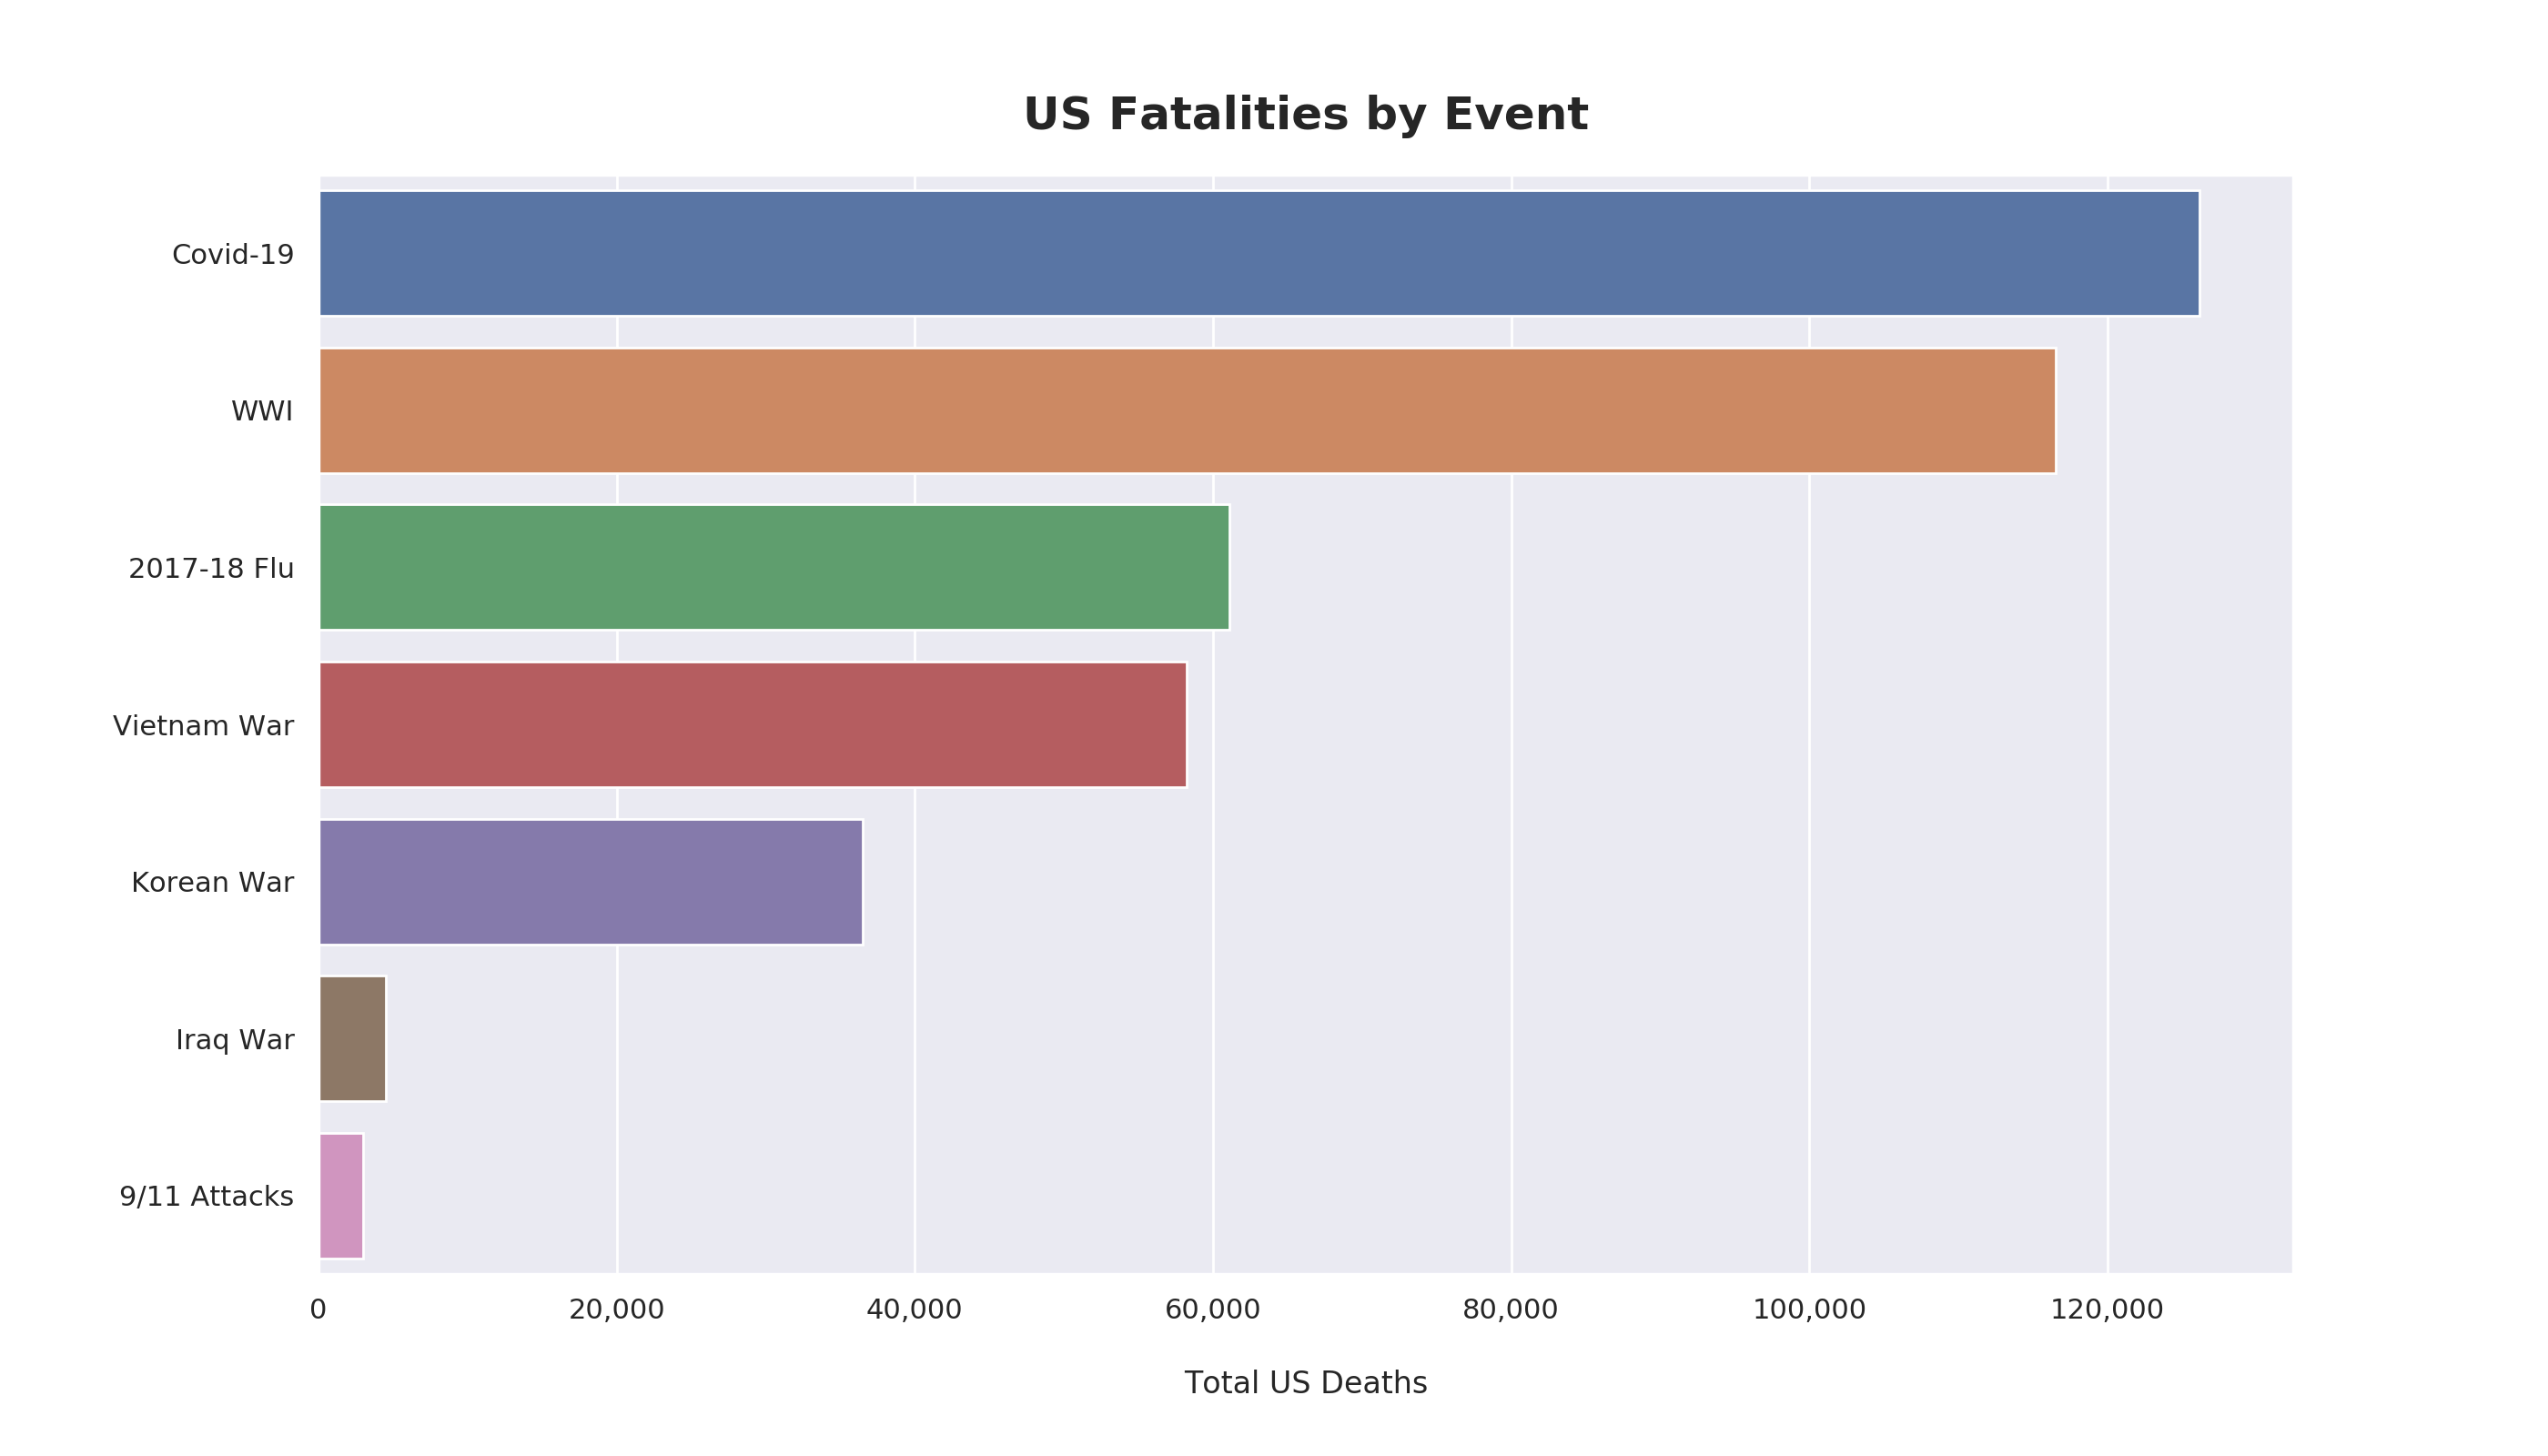 US Fatalities by Event
Covid-19
WWI
2017-18 Flu
Vietnam War
Korean War
Iraq War
9/11 Attacks
0 20,000 40,000 60,000 80,000 100,000 120,000
Total US Deaths